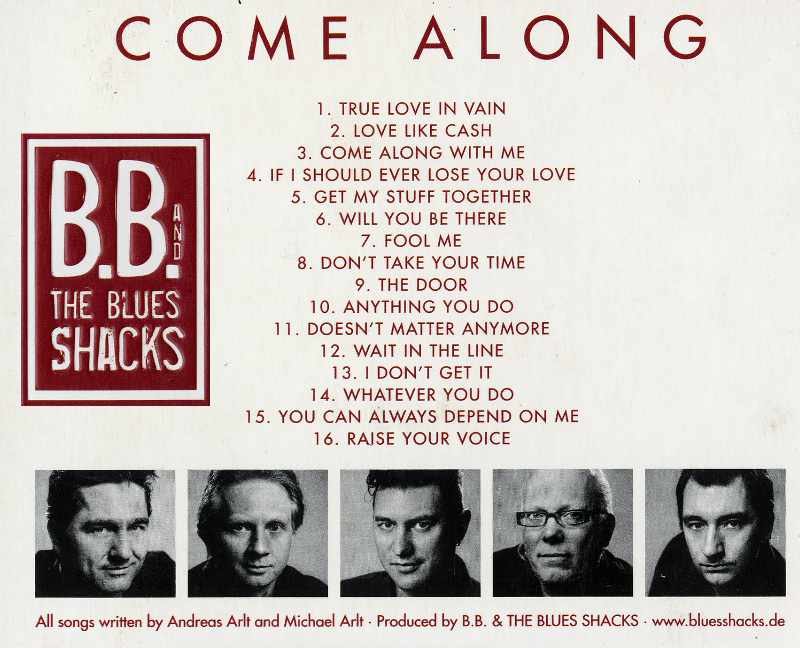 COME ALONG
1. TRUE LOVE IN VAIN
2. LOVE LIKE CASH
3. COME ALONG WITH ME
4. IF I SHOULD EVER LOSE YOUR LOVE
5. GET MY STUFF TOGETHER
6. WILL YOU BE THERE
7. FOOL ME
8. DON'T TAKE YOUR TIME
9. THE DOOR
10. ANYTHING YOU DO
11. DOESN'T MATTER ANYMORE
12. WAIT IN THE LINE
13. I DON'T GET IT
14. WHATEVER YOU DO
15. YOU CAN ALWAYS DEPEND ON ME
16. RAISE YOUR VOICE
B.B. AND
THE BLUES
SHACKS
All songs written by Andreas Arlt and Michael Arlt · Produced by B.B. & THE BLUES SHACKS · www.bluesshacks.de